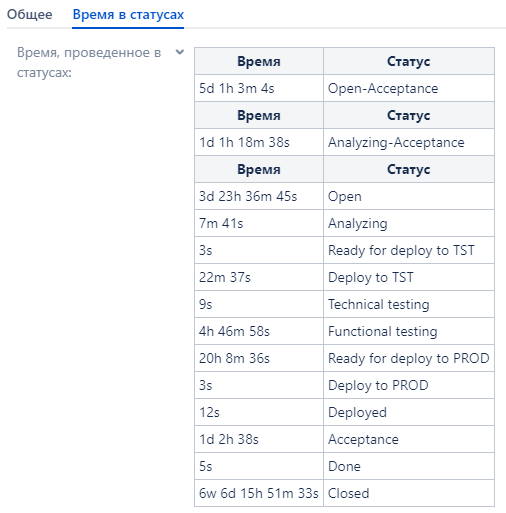 Общее Время в статусах
Время, проведенное в
статусах:
Время Статус
5d 1h 3m 4s Open-Acceptance
Время Статус
1d 1h 18m 38s Analyzing-Acceptance
Время Статус
3d 23h 36m 45s Open
7m 41s Analyzing
3s Ready for deploy to TST
22m 37s Deploy to TST
9s Technical testing
4h 46m 58s Functional testing
20h 8m 36s Ready for deploy to PROD
3s Deploy to PROD
12s Deployed
1d 2h 38s Acceptance
5s Done
6w 6d 15h 51m 33s Closed